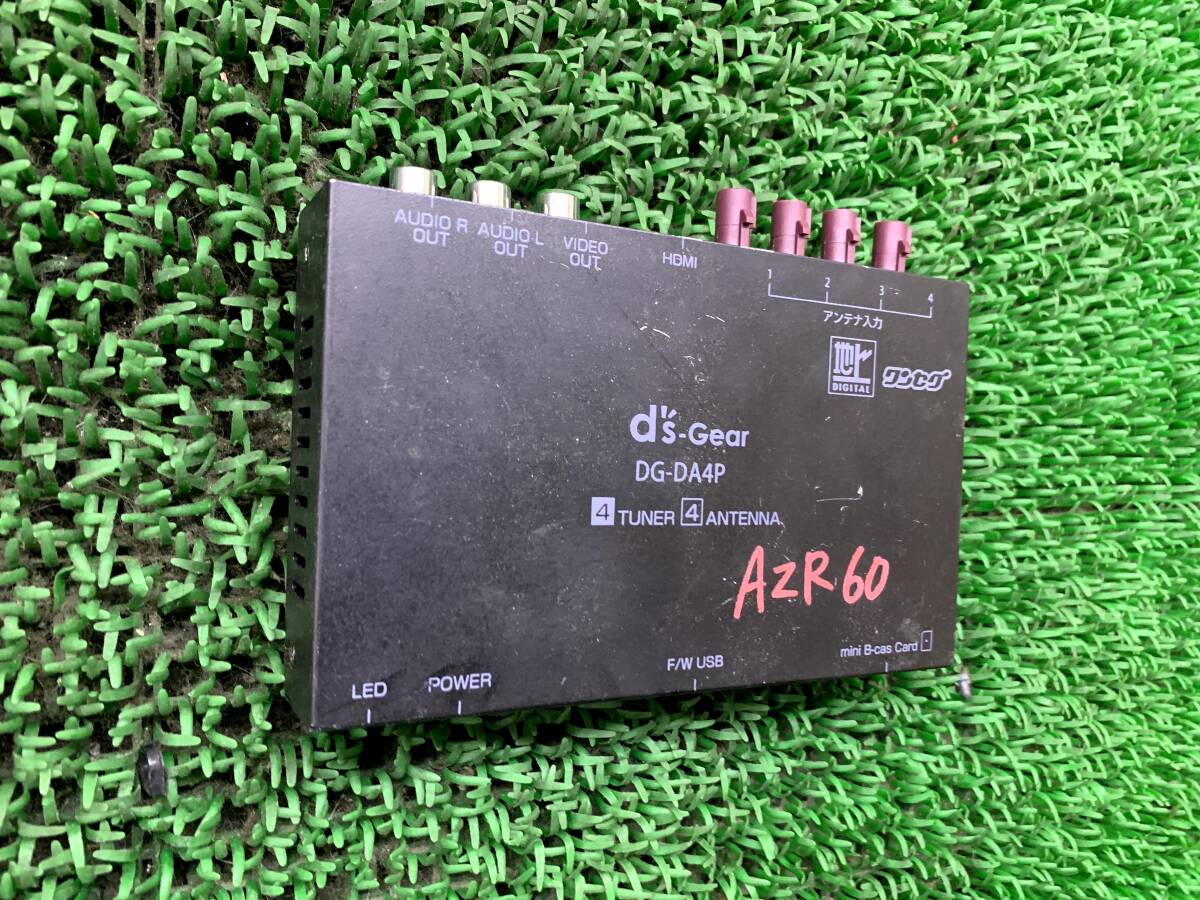 AUDIO R
OUT
AUDIO L
OUT
VIDEO
OUT
HDMI
1 2 3 4
アンテナ入力
地上
DIGITAL
ワンセグ
d's-Gear
DG-DA4P
4 TUNER 4 ANTENNA
AZR60
LED
POWER
F/W USB
mini B-cas Card